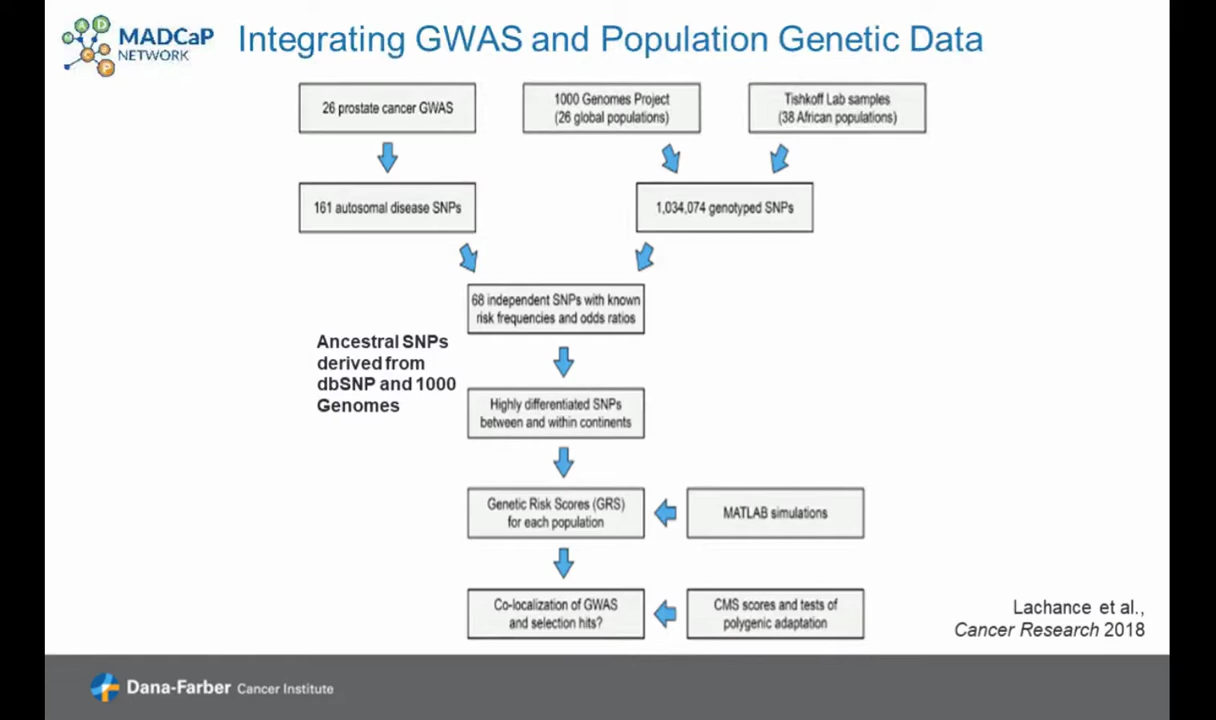 MADCaP
NETWORK
Integrating GWAS and Population Genetic Data
26 prostate cancer GWAS
1000 Genomes Project
(26 global populations)
Tishkoff Lab samples
(38 African populations)
161 autosomal disease SNPs
1,034,074 genotyped SNPs
68 independent SNPs with known
risk frequencies and odds ratios
Ancestral SNPs
derived from
dbSNP and 1000
Genomes
Highly differentiated SNPs
between and within continents
Genetic Risk Scores (GRS)
for each population
MATLAB simulations
Co-localization of GWAS
and selection hits?
CMS scores and tests of
polygenic adaptation
Lachance et al.,
Cancer Research 2018
Dana-Farber Cancer Institute